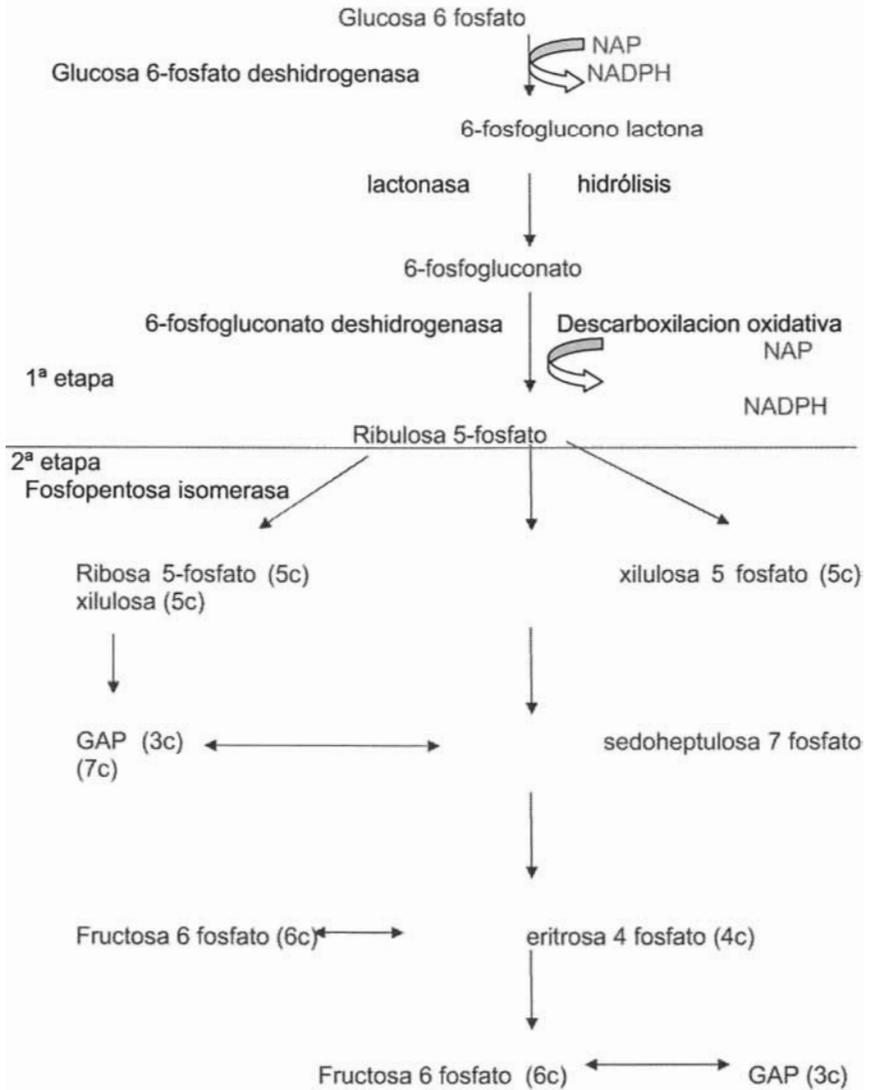 Glucosa 6 fosfato
NAP
Glucosa 6-fosfato deshidrogenasa
NADPH
6-fosfoglucono lactona
lactonasa hidrólisis
6-fosfogluconato
6-fosfogluconato deshidrogenasa Descarboxilacion oxidativa
NAP
1ª etapa
NADPH
Ribulosa 5-fosfato
2ª etapa
Fosfopentosa isomerasa
Ribosa 5-fosfato (5c) xilulosa 5 fosfato (5c)
xilulosa (5c)
GAP (3c) sedoheptulosa 7 fosfato
(7c)
Fructosa 6 fosfato (6c) eritrosa 4 fosfato (4c)
Fructosa 6 fosfato (6c) GAP (3c)